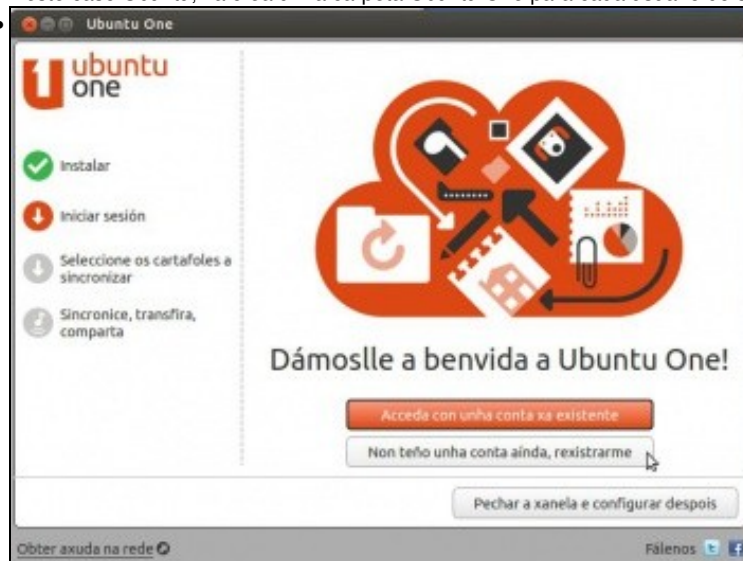 Ubuntu One
ubuntu
one
Instalar
Iniciar sesión
Seleccione os cartafoles a
sincronizar
Sincronice, transfira,
comparta
Dámoslle a benvida a Ubuntu One!
Acceda con unha conta xa existente
Non teño unha conta aínda, rexistrarme
Pechar a xanela e configurar despois
Obter axuda na rede
Fálenos